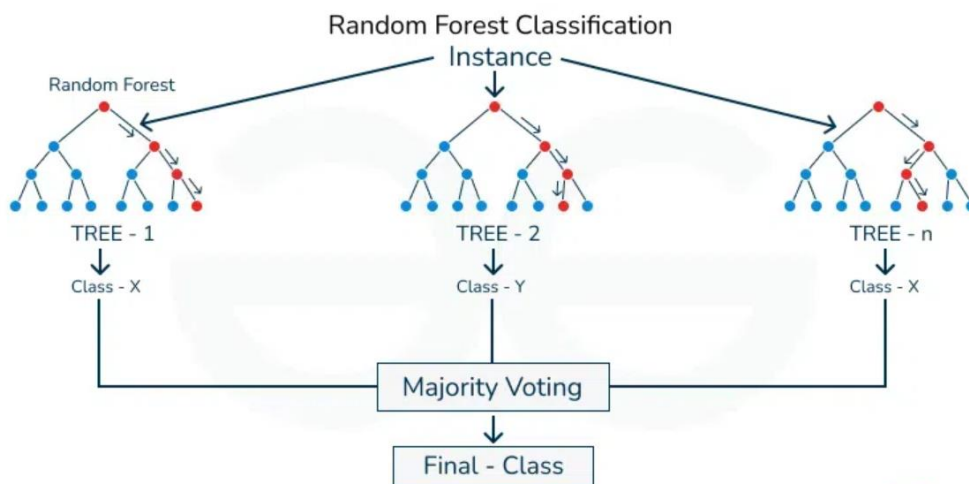 Random Forest Classification
Instance
Random Forest
TREE - 1
TREE - 2
TREE - n
Class - X
Class - Y
Class - X
Majority Voting
Final - Class